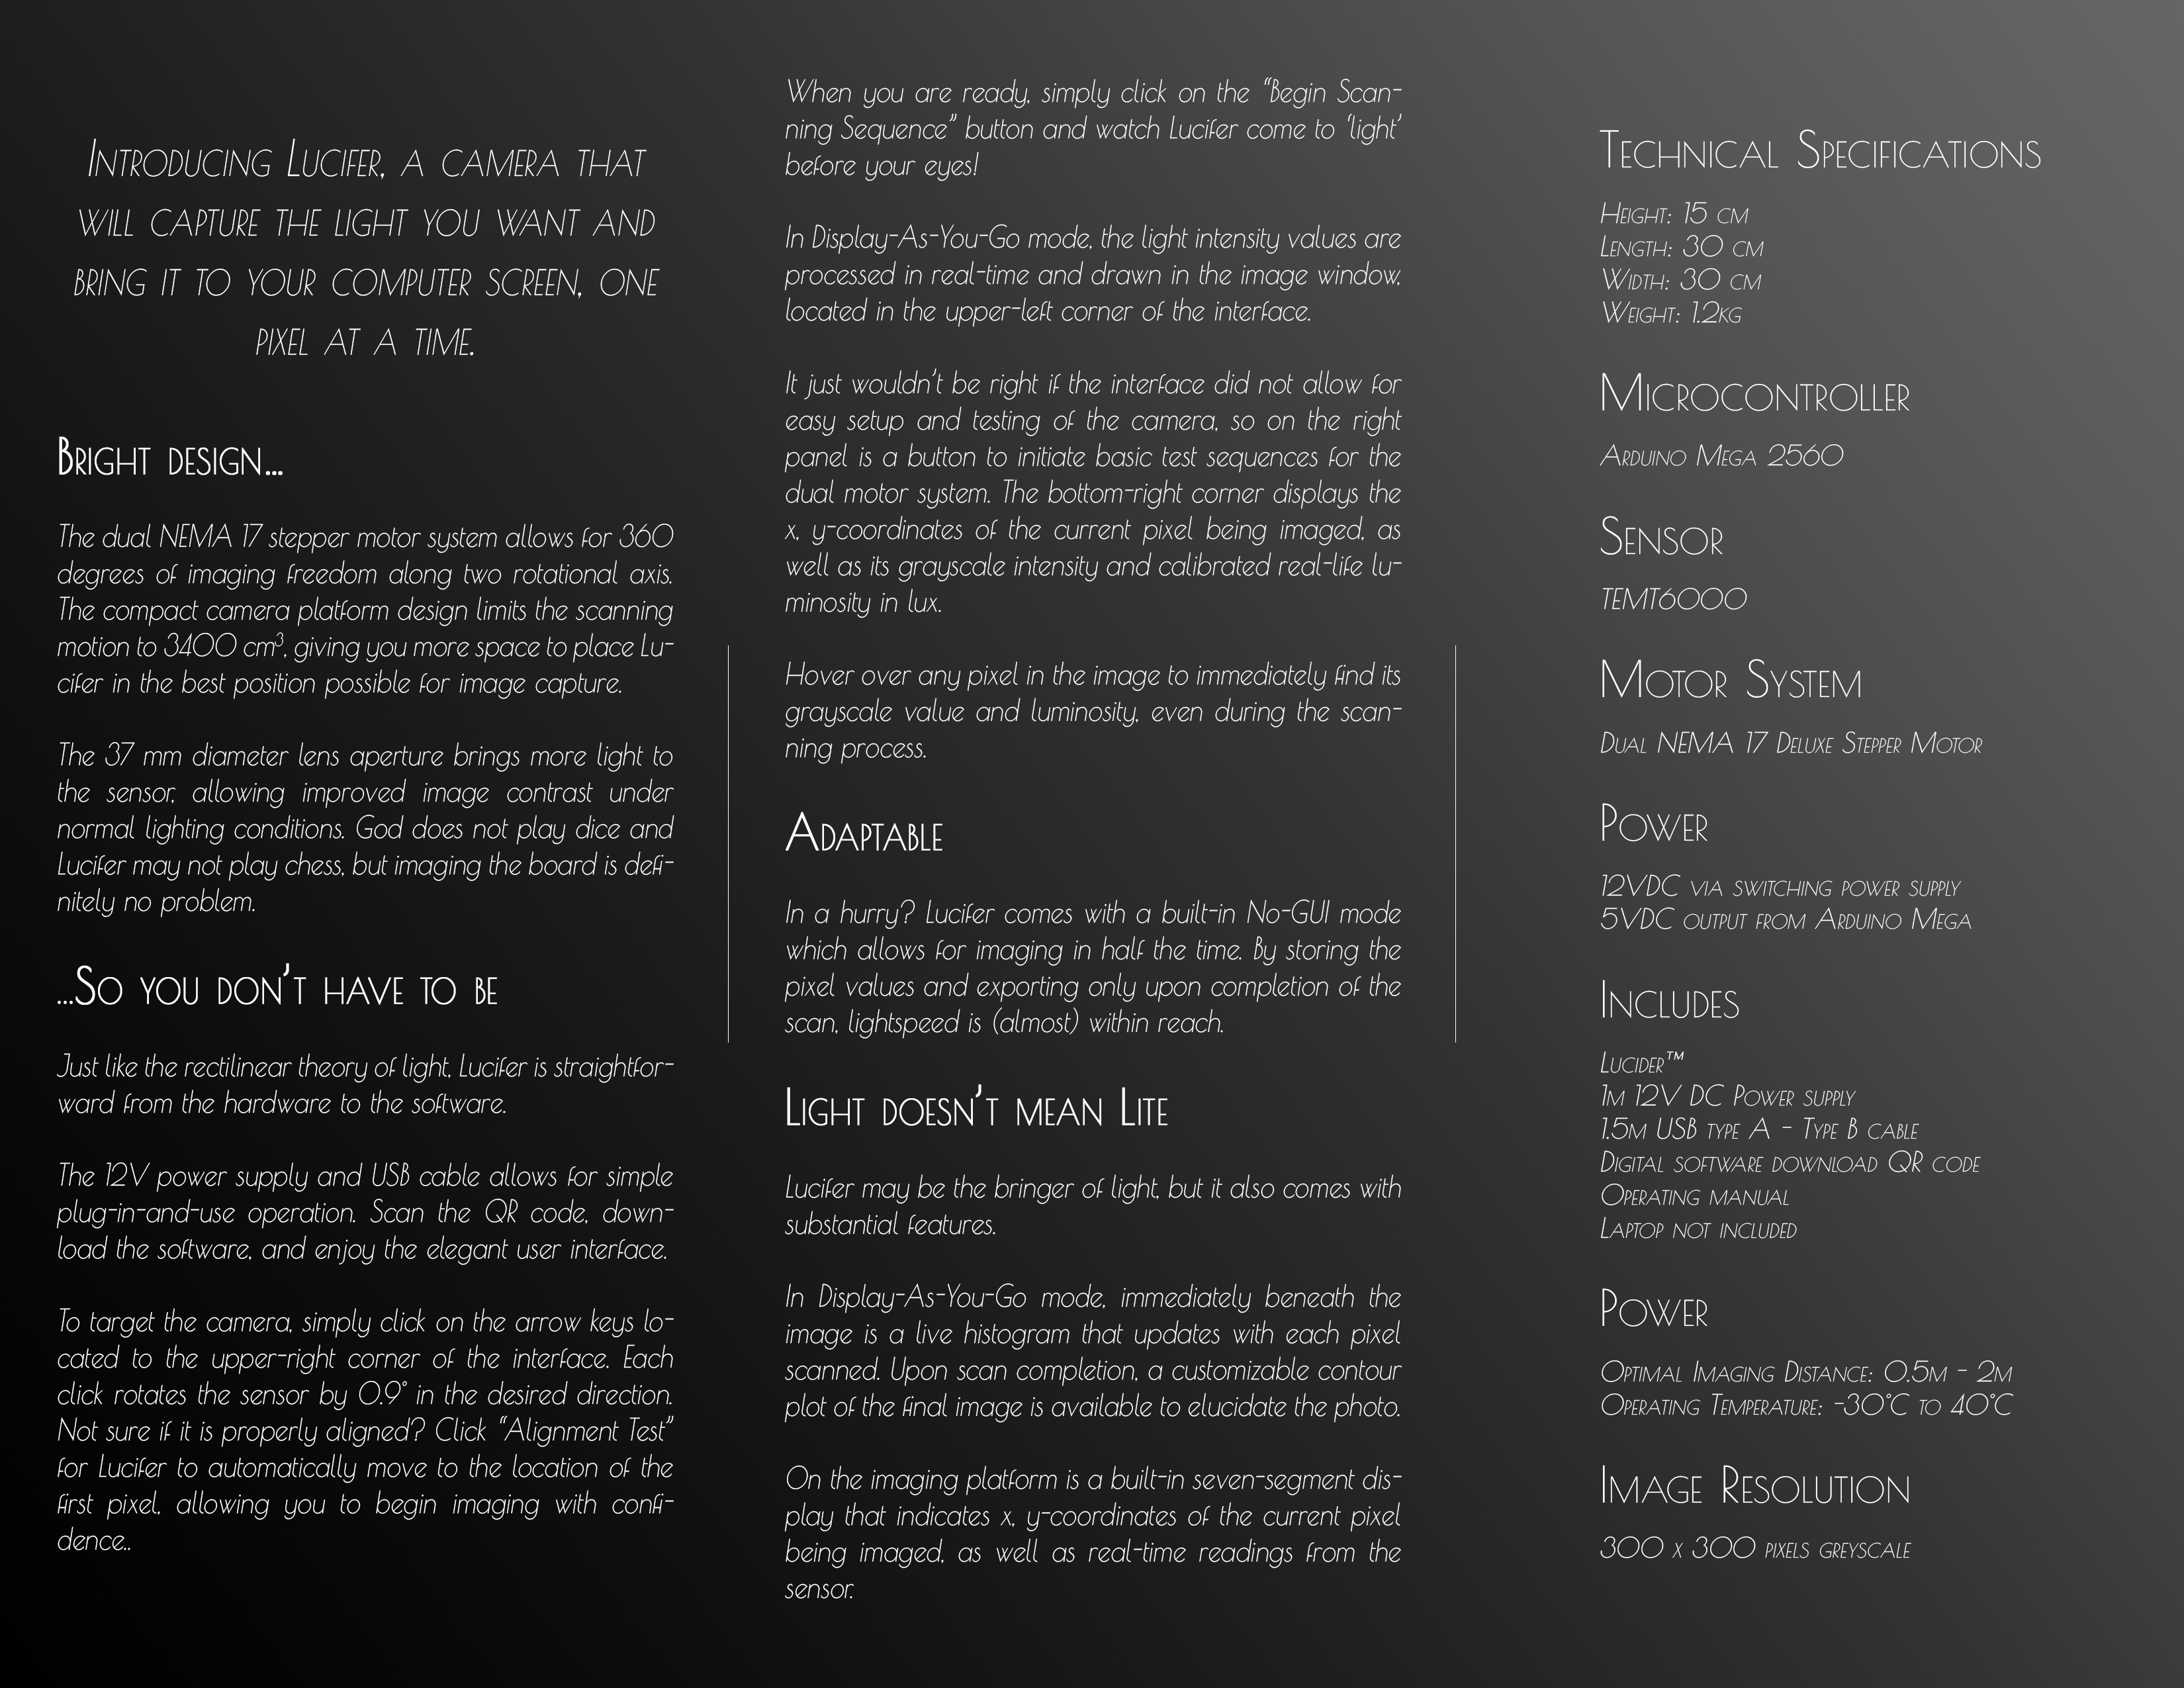 Introducing Lucifer, a camera that
will capture the light you want and
bring it to your computer screen, one
pixel at a time.
Bright design...
The dual NEMA 17 stepper motor system allows for 360
degrees of imaging freedom along two rotational axis.
The compact camera platform design limits the scanning
motion to 3400 cm³, giving you more space to place Lu-
cifer in the best position possible for image capture.
The 37 mm diameter lens aperture brings more light to
the sensor, allowing improved image contrast under
normal lighting conditions. God does not play dice and
Lucifer may not play chess, but imaging the board is defi-
nitely no problem.
...So you don't have to be
Just like the rectilinear theory of light, Lucifer is straightfor-
ward from the hardware to the software.
The 12V power supply and USB cable allows for simple
plug-in-and-use operation. Scan the QR code, down-
load the software, and enjoy the elegant user interface.
To target the camera, simply click on the arrow keys lo-
cated to the upper-right corner of the interface. Each
click rotates the sensor by 0.9° in the desired direction.
Not sure if it is properly aligned? Click “Alignment Test”
for Lucifer to automatically move to the location of the
first pixel, allowing you to begin imaging with confi-
dence..
When you are ready, simply click on the “Begin Scan-
ning Sequence” button and watch Lucifer come to ‘light’
before your eyes!
In Display-As-You-Go mode, the light intensity values are
processed in real-time and drawn in the image window,
located in the upper-left corner of the interface.
It just wouldn't be right if the interface did not allow for
easy setup and testing of the camera, so on the right
panel is a button to initiate basic test sequences for the
dual motor system. The bottom-right corner displays the
x, y-coordinates of the current pixel being imaged, as
well as its grayscale intensity and calibrated real-life lu-
minosity in lux.
Hover over any pixel in the image to immediately find its
grayscale value and luminosity, even during the scan-
ning process.
Adaptable
In a hurry? Lucifer comes with a built-in No-GUI mode
which allows for imaging in half the time. By storing the
pixel values and exporting only upon completion of the
scan, lightspeed is (almost) within reach.
Light doesn't mean Lite
Lucifer may be the bringer of light, but it also comes with
substantial features.
In Display-As-You-Go mode, immediately beneath the
image is a live histogram that updates with each pixel
scanned. Upon scan completion, a customizable contour
plot of the final image is available to elucidate the photo.
On the imaging platform is a built-in seven-segment dis-
play that indicates x, y-coordinates of the current pixel
being imaged, as well as real-time readings from the
sensor.
Technical Specifications
Height: 15 cm
Length: 30 cm
Width: 30 cm
Weight: 1.2kg
Microcontroller
Arduino Mega 2560
Sensor
TEMT6000
Motor System
Dual NEMA 17 Deluxe Stepper Motor
Power
12VDC via switching power supply
5VDC output from Arduino Mega
Includes
Lucider™
1m 12V DC Power supply
1.5m USB type A - Type B cable
Digital software download QR code
Operating manual
Laptop not included
Power
Optimal Imaging Distance: 0.5m - 2m
Operating Temperature: -30°C to 40°C
Image Resolution
300 x 300 pixels greyscale